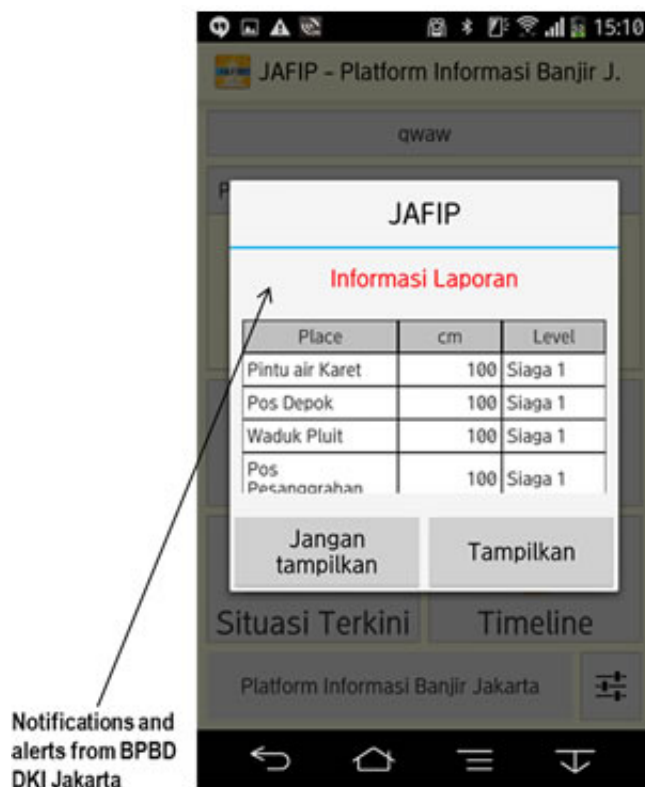 15:10
JAFIP - Platform Informasi Banjir J.
qwaw
P
JAFIP
Informasi Laporan
Place cm Level
Pintu air Karet 100 Siaga 1
Pos Depok 100 Siaga 1
Waduk Pluit 100 Siaga 1
Pos
Pesanggrahan 100 Siaga 1
Jangan
tampilkan
Tampilkan
Situasi Terkini Timeline
Platform Informasi Banjir Jakarta
Notifications and
alerts from BPBD
DKI Jakarta